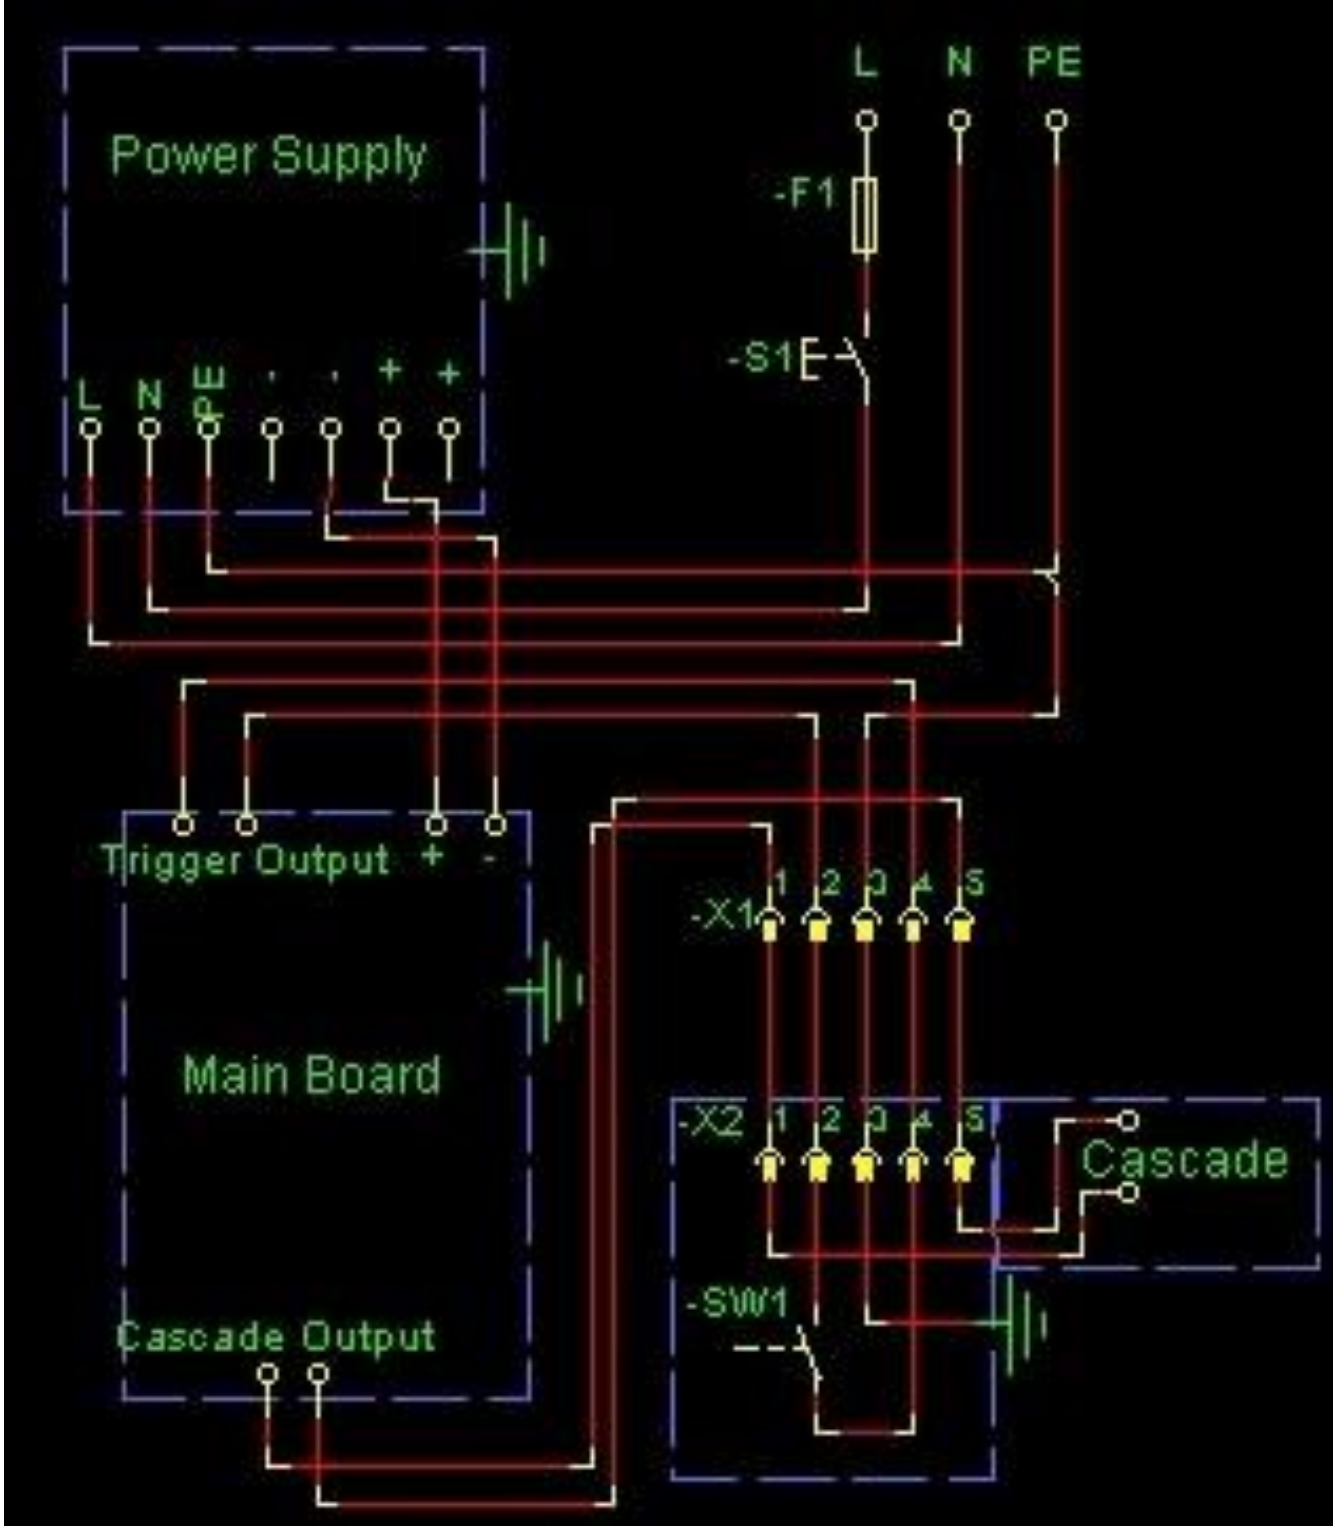 L N PE
Power Supply
-F1
-S1
L N PE - - + +
Trigger Output + -
1 2 3 4 5
-X1
Main Board
-X2 1 2 3 4 5
Cascade
-SW1
Cascade Output